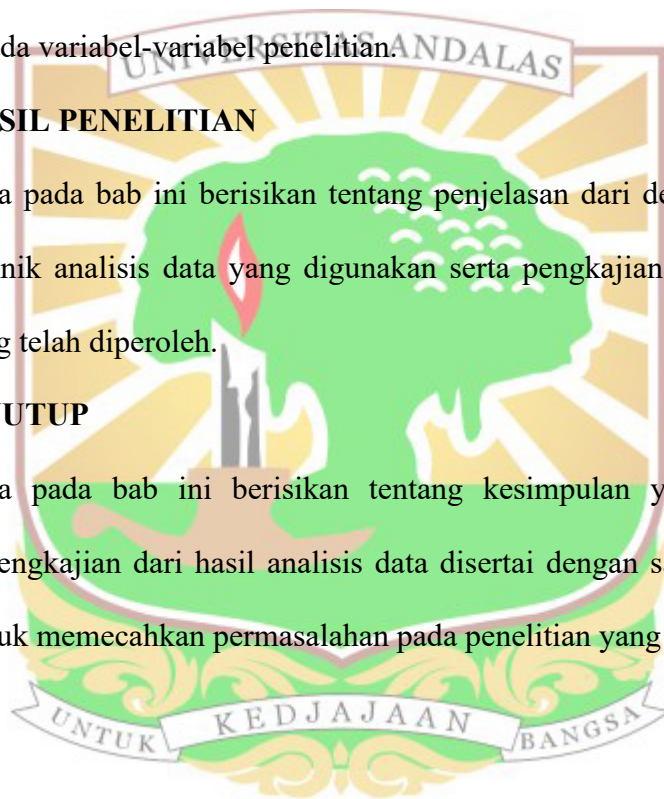 da variabel-variabel penelitian.
UNIVERSITAS ANDALAS
SIL PENELITIAN
a pada bab ini berisikan tentang penjelasan dari de
nik analisis data yang digunakan serta pengkajian
g telah diperoleh.
UTUP
a pada bab ini berisikan tentang kesimpulan y
engkajian dari hasil analisis data disertai dengan s
uk memecahkan permasalahan pada penelitian yang
UNTUK KEDJAJAAN BANGSA